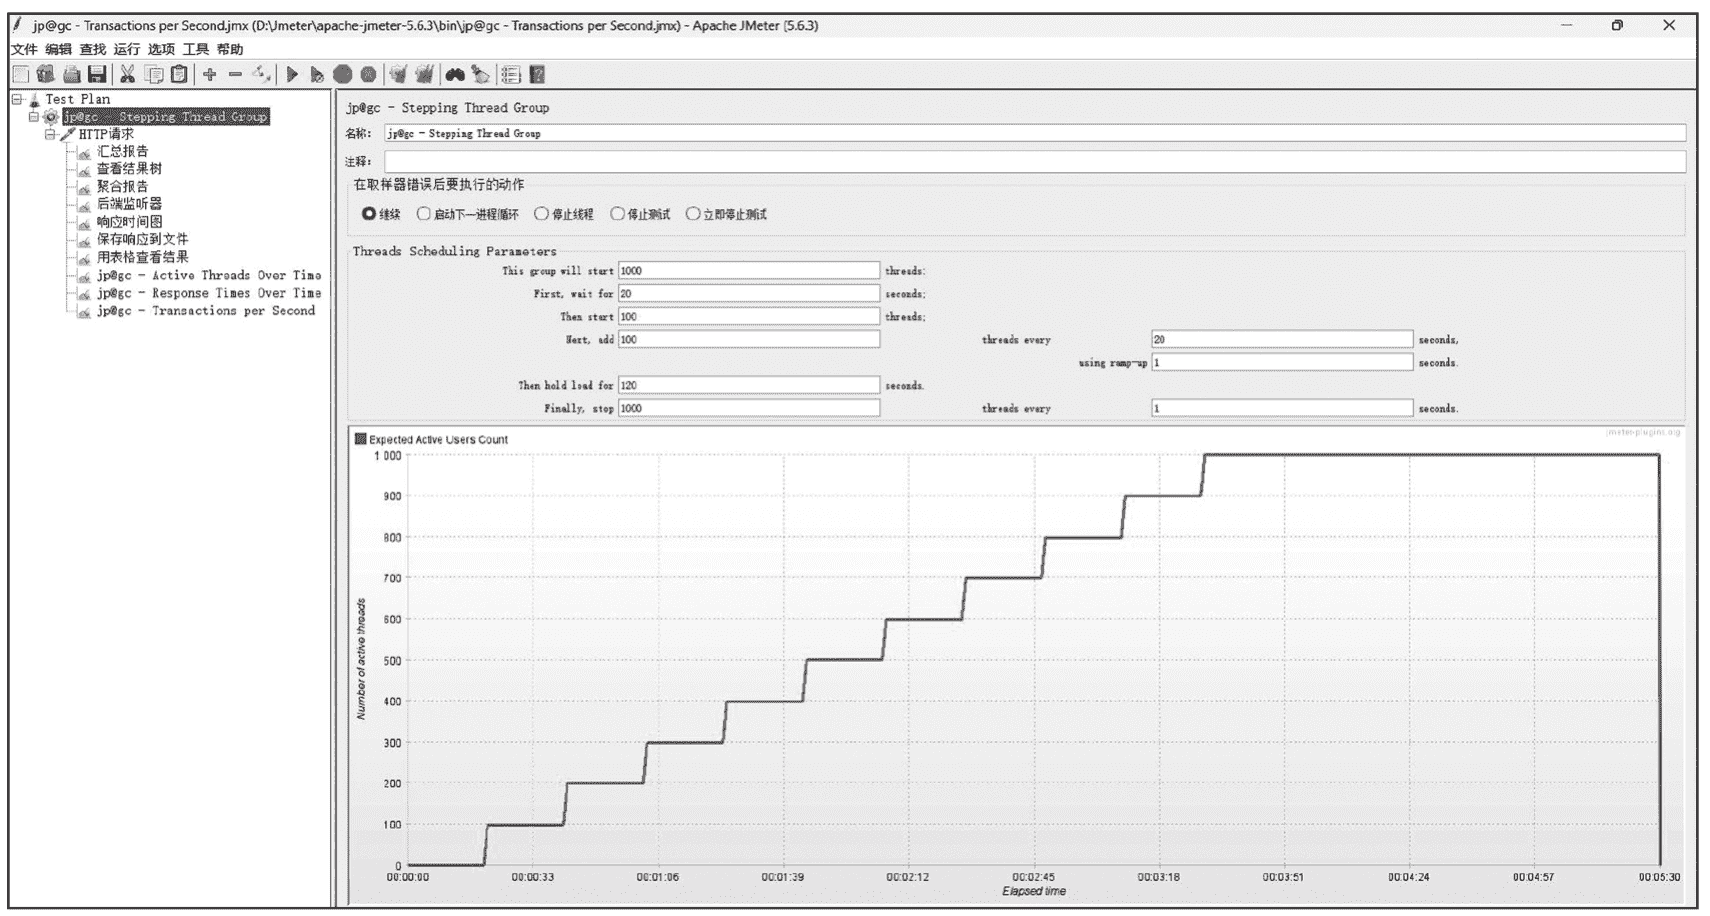 jp@gc - Transactions per Second.jmx (D:\Jmeter\apache-jmeter-5.6.3\bin\jp@gc - Transactions per Second.jmx) - Apache JMeter (5.6.3)
文件 编辑 查找 运行 选项 工具 帮助
Test Plan
jp@gc - Stepping Thread Group
HTTP请求
汇总报告
查看结果树
聚合报告
后端监听器
响应时间图
保存响应到文件
用表格查看结果
jp@gc - Active Threads Over Time
jp@gc - Response Times Over Time
jp@gc - Transactions per Second
jp@gc - Stepping Thread Group
名称: jp@gc - Stepping Thread Group
注释:
在取样器错误后要执行的动作
继续 启动下一进程循环 停止线程 停止测试 立即停止测试
Threads Scheduling Parameters
This group will start 1000 threads:
First, wait for 20 seconds;
Then start 100 threads;
Next, add 100 threads every 20 seconds,
using ramp-up 1 seconds.
Then hold load for 120 seconds.
Finally, stop 1000 threads every 1 seconds.
Expected Active Users Count
jmeter-plugins.org
1 000
900
800
700
600
500
400
300
200
100
0
Number of active threads
00:00:00 00:00:33 00:01:06 00:01:39 00:02:12 00:02:45 00:03:18 00:03:51 00:04:24 00:04:57 00:05:30
Elapsed time